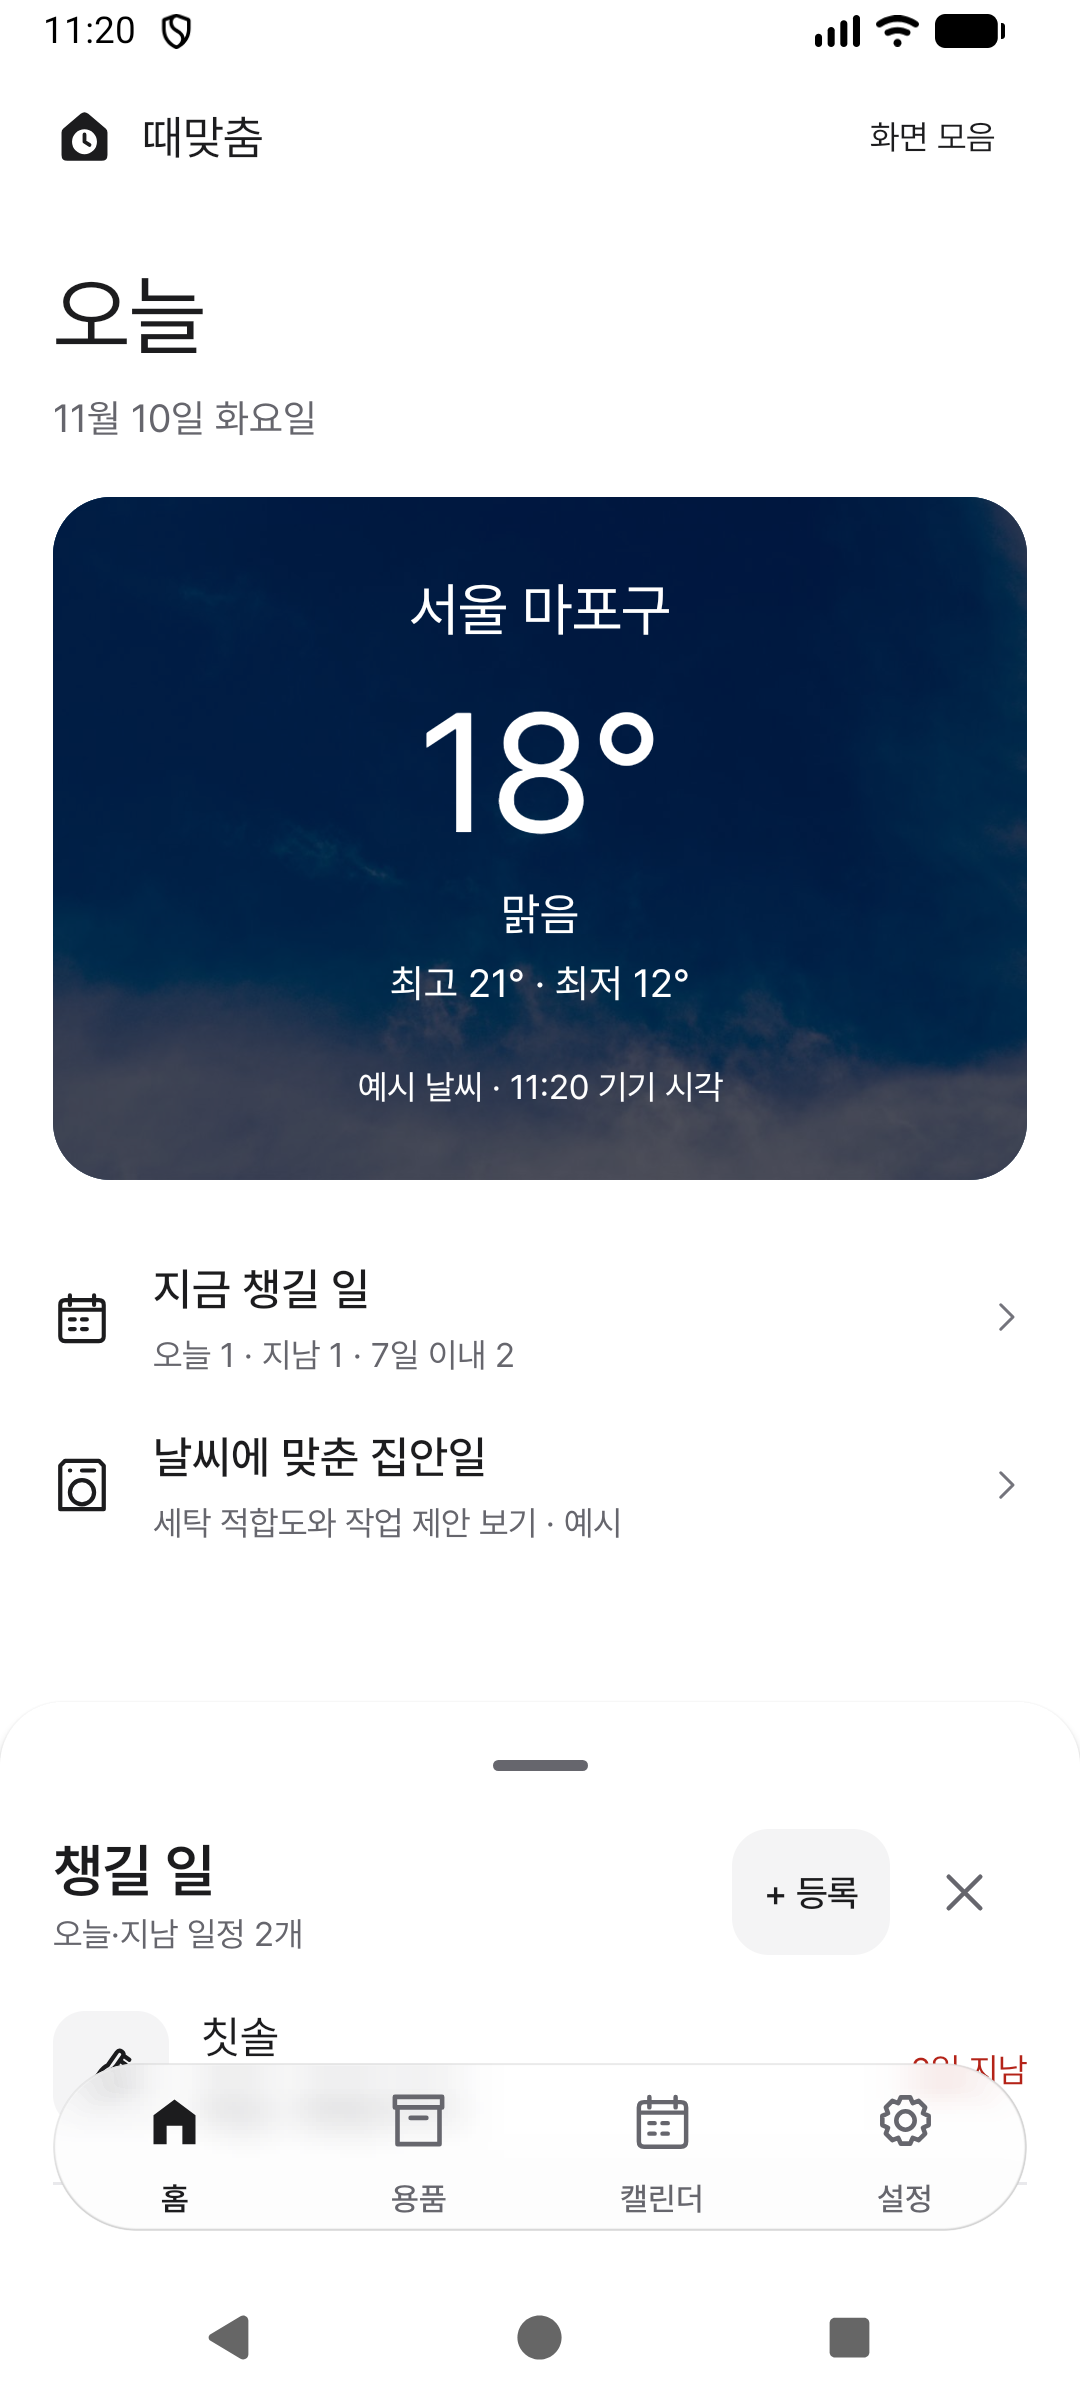 11:20
때맞춤
화면 모음
오늘
11월 10일 화요일
서울 마포구
18°
맑음
최고 21° · 최저 12°
예시 날씨 · 11:20 기기 시각
지금 챙길 일
오늘 1 · 지남 1 · 7일 이내 2
날씨에 맞춘 집안일
세탁 적합도와 작업 제안 보기 · 예시
챙길 일
오늘·지남 일정 2개
+ 등록
칫솔
지남
홈
용품
캘린더
설정